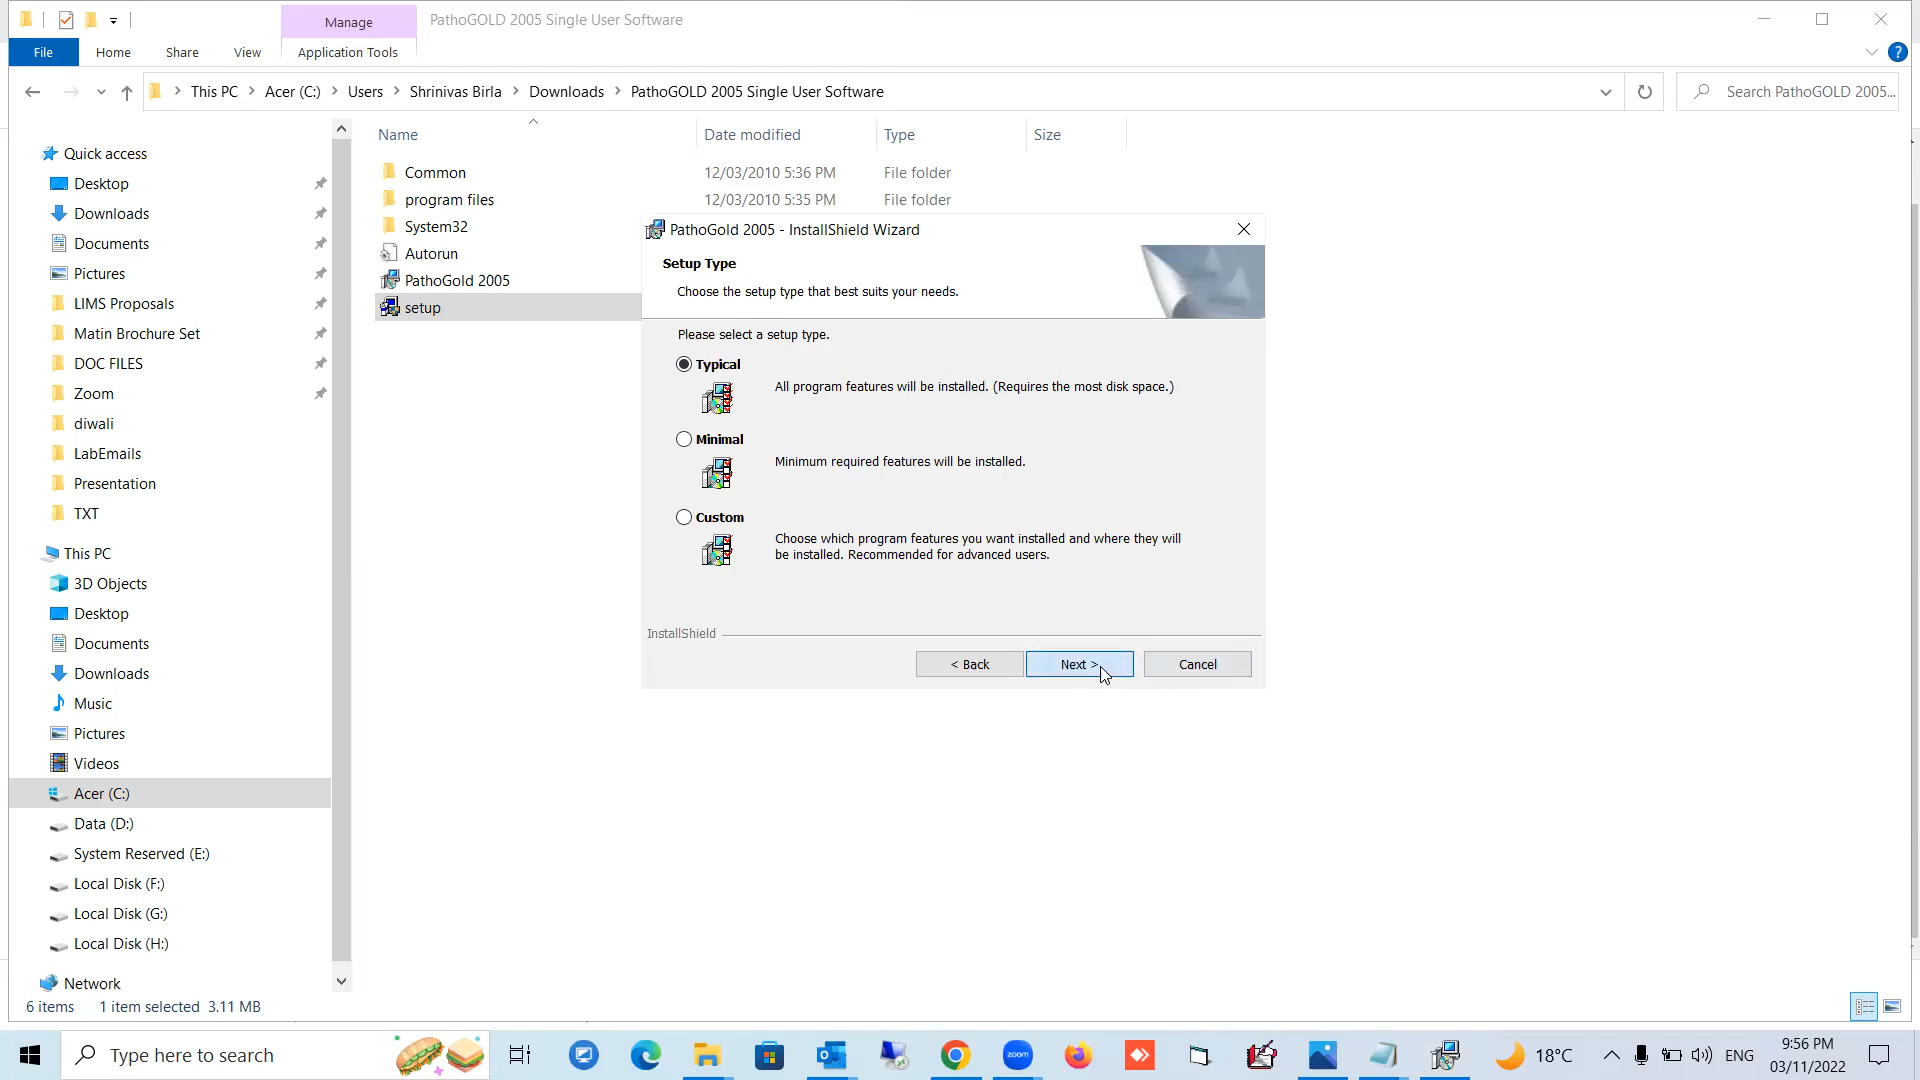 Manage
PathoGOLD 2005 Single User Software
File
Home
Share
View
Application Tools
This PC
Acer (C:)
Users
Shrinivas Birla
Downloads
PathoGOLD 2005 Single User Software
Search PathoGOLD 2005...
Name
Date modified
Type
Size
Common
12/03/2010 5:36 PM
File folder
program files
12/03/2010 5:35 PM
File folder
System32
Autorun
PathoGold 2005
setup
Quick access
Desktop
Downloads
Documents
Pictures
LIMS Proposals
Matin Brochure Set
DOC FILES
Zoom
diwali
LabEmails
Presentation
TXT
This PC
3D Objects
Desktop
Documents
Downloads
Music
Pictures
Videos
Acer (C:)
Data (D:)
System Reserved (E:)
Local Disk (F:)
Local Disk (G:)
Local Disk (H:)
Network
PathoGold 2005 - InstallShield Wizard
Setup Type
Choose the setup type that best suits your needs.
Please select a setup type.
Typical
All program features will be installed. (Requires the most disk space.)
Minimal
Minimum required features will be installed.
Custom
Choose which program features you want installed and where they will
be installed. Recommended for advanced users.
InstallShield
< Back
Next >
Cancel
6 items
1 item selected 3.11 MB
Type here to search
zoom
18°C
ENG
9:56 PM
03/11/2022